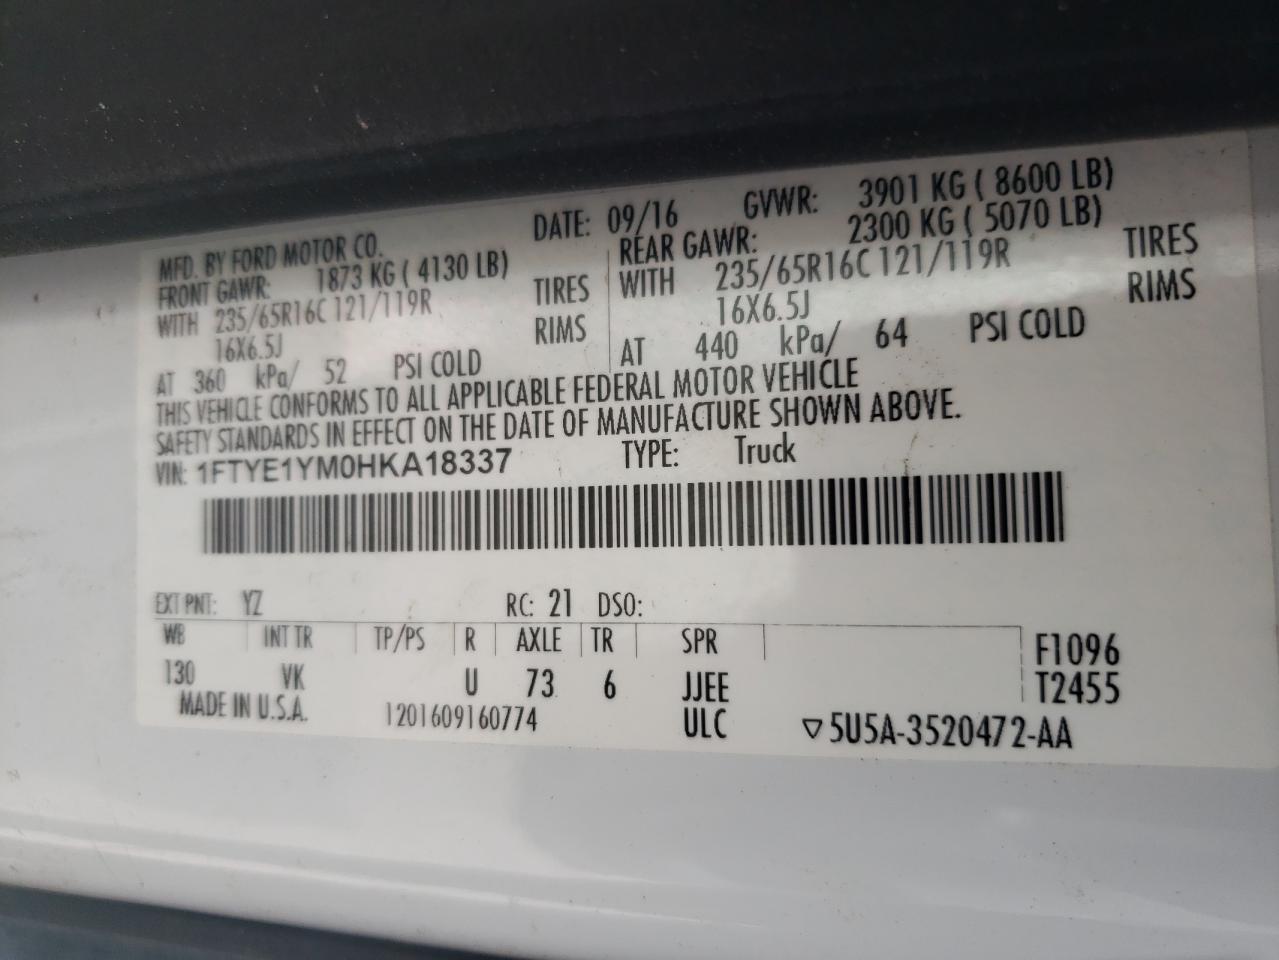 MFD. BY FORD MOTOR CO. DATE: 09/16 GVWR: 3901 KG ( 8600 LB)
FRONT GAWR: 1873 KG ( 4130 LB) REAR GAWR: 2300 KG ( 5070 LB)
WITH 235/65R16C 121/119R TIRES WITH 235/65R16C 121/119R TIRES
16X6.5J RIMS 16X6.5J RIMS
AT 360 kPa/ 52 PSI COLD AT 440 kPa/ 64 PSI COLD
THIS VEHICLE CONFORMS TO ALL APPLICABLE FEDERAL MOTOR VEHICLE
SAFETY STANDARDS IN EFFECT ON THE DATE OF MANUFACTURE SHOWN ABOVE.
VIN: 1FTYE1YM0HKA18337 TYPE: Truck
EXT PNT: YZ RC: 21 DSO:
WB INT TR TP/PS R AXLE TR SPR F1096
130 VK U 73 6 JJEE T2455
MADE IN U.S.A. 1201609160774 ULC ▽5U5A-3520472-AA